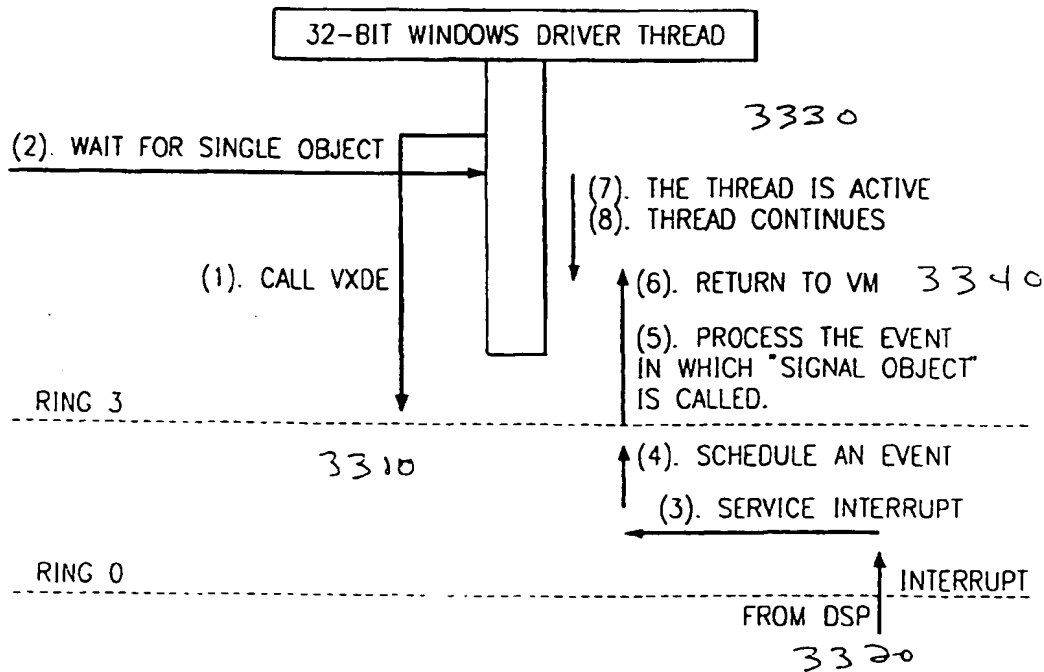 32-BIT WINDOWS DRIVER THREAD
3330
(2). WAIT FOR SINGLE OBJECT
(7). THE THREAD IS ACTIVE
(8). THREAD CONTINUES
(1). CALL VXDE
(6). RETURN TO VM 3340
(5). PROCESS THE EVENT
IN WHICH "SIGNAL OBJECT"
IS CALLED.
RING 3
3310
(4). SCHEDULE AN EVENT
(3). SERVICE INTERRUPT
RING 0
INTERRUPT
FROM DSP
3320